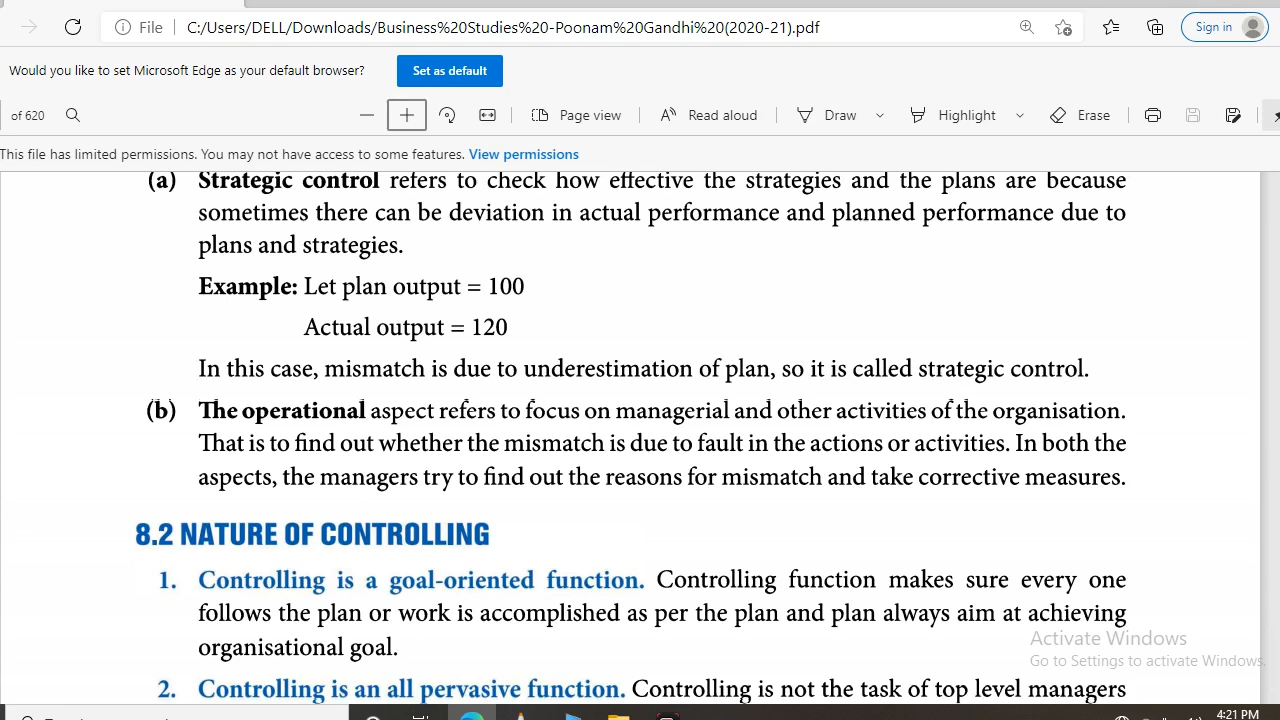 File | C:/Users/DELL/Downloads/Business%20Studies%20-Poonam%20Gandhi%20(2020-21).pdf
Sign in
Would you like to set Microsoft Edge as your default browser? Set as default
of 620
Page view
Read aloud
Draw
Highlight
Erase
This file has limited permissions. You may not have access to some features. View permissions
(a) Strategic control refers to check how effective the strategies and the plans are because
sometimes there can be deviation in actual performance and planned performance due to
plans and strategies.
Example: Let plan output = 100
Actual output = 120
In this case, mismatch is due to underestimation of plan, so it is called strategic control.
(b) The operational aspect refers to focus on managerial and other activities of the organisation.
That is to find out whether the mismatch is due to fault in the actions or activities. In both the
aspects, the managers try to find out the reasons for mismatch and take corrective measures.
8.2 NATURE OF CONTROLLING
1. Controlling is a goal-oriented function. Controlling function makes sure every one
follows the plan or work is accomplished as per the plan and plan always aim at achieving
organisational goal.
Activate Windows
Go to Settings to activate Windows.
2. Controlling is an all pervasive function. Controlling is not the task of top level managers
4:21 PM